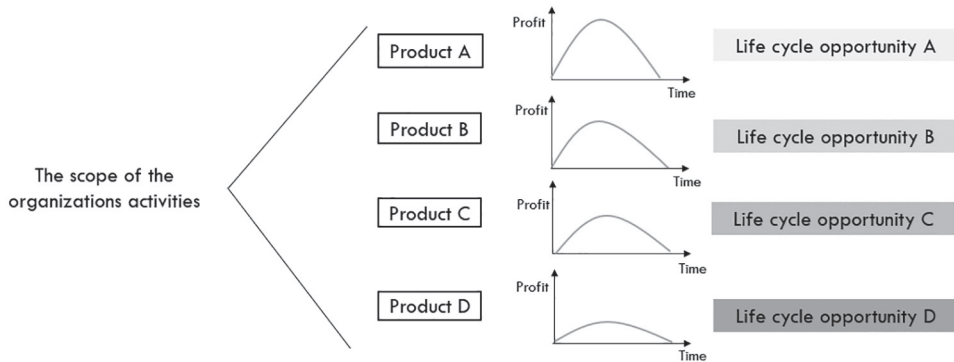 Profit
Product A
Life cycle opportunity A
Time
Profit
Product B
Life cycle opportunity B
Time
The scope of the
organizations activities
Profit
Product C
Life cycle opportunity C
Time
Profit
Product D
Life cycle opportunity D
Time